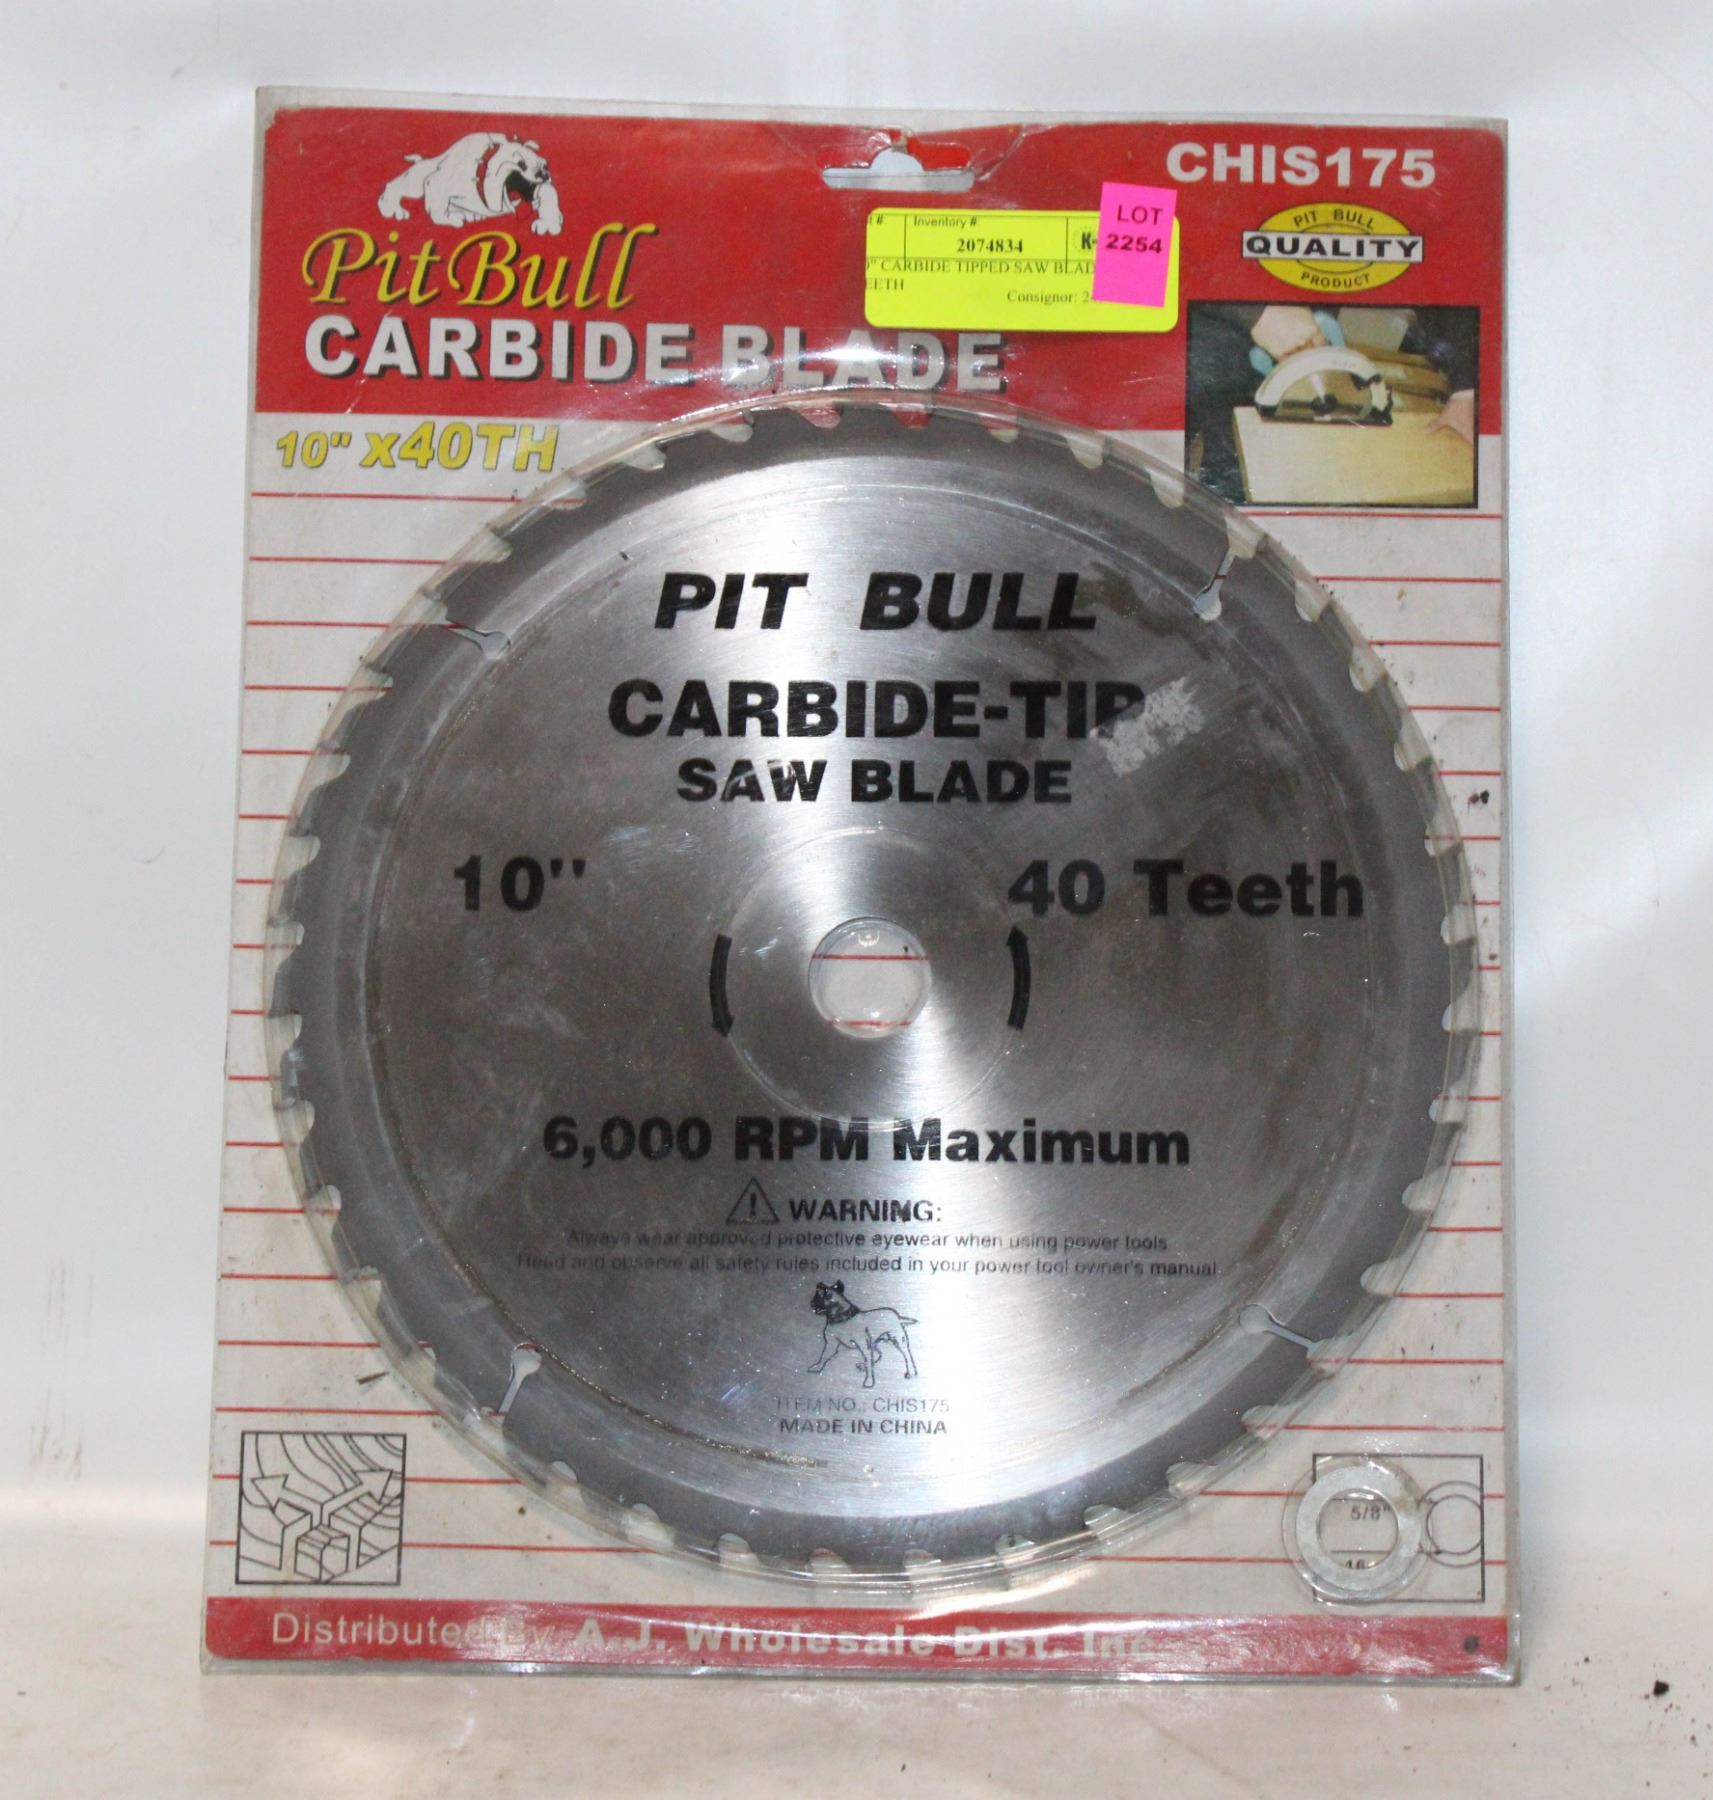 CHIS175
PIT BULL
QUALITY
PRODUCT
Pit Bull
CARBIDE BLADE
10" x40TH
Inventory #
2074834
LOT
2254
CARBIDE TIPPED SAW
Consignor:
PIT BULL
CARBIDE-TIP
SAW BLADE
10" 40 Teeth
6,000 RPM Maximum
WARNING:
Always wear approved protective eyewear when using power tools
Read and observe all safety rules included in your power tool owner's manual
ITEM NO.: CHIS175
MADE IN CHINA
5/8"
Distributed By A.J. Wholesale Dist. Inc